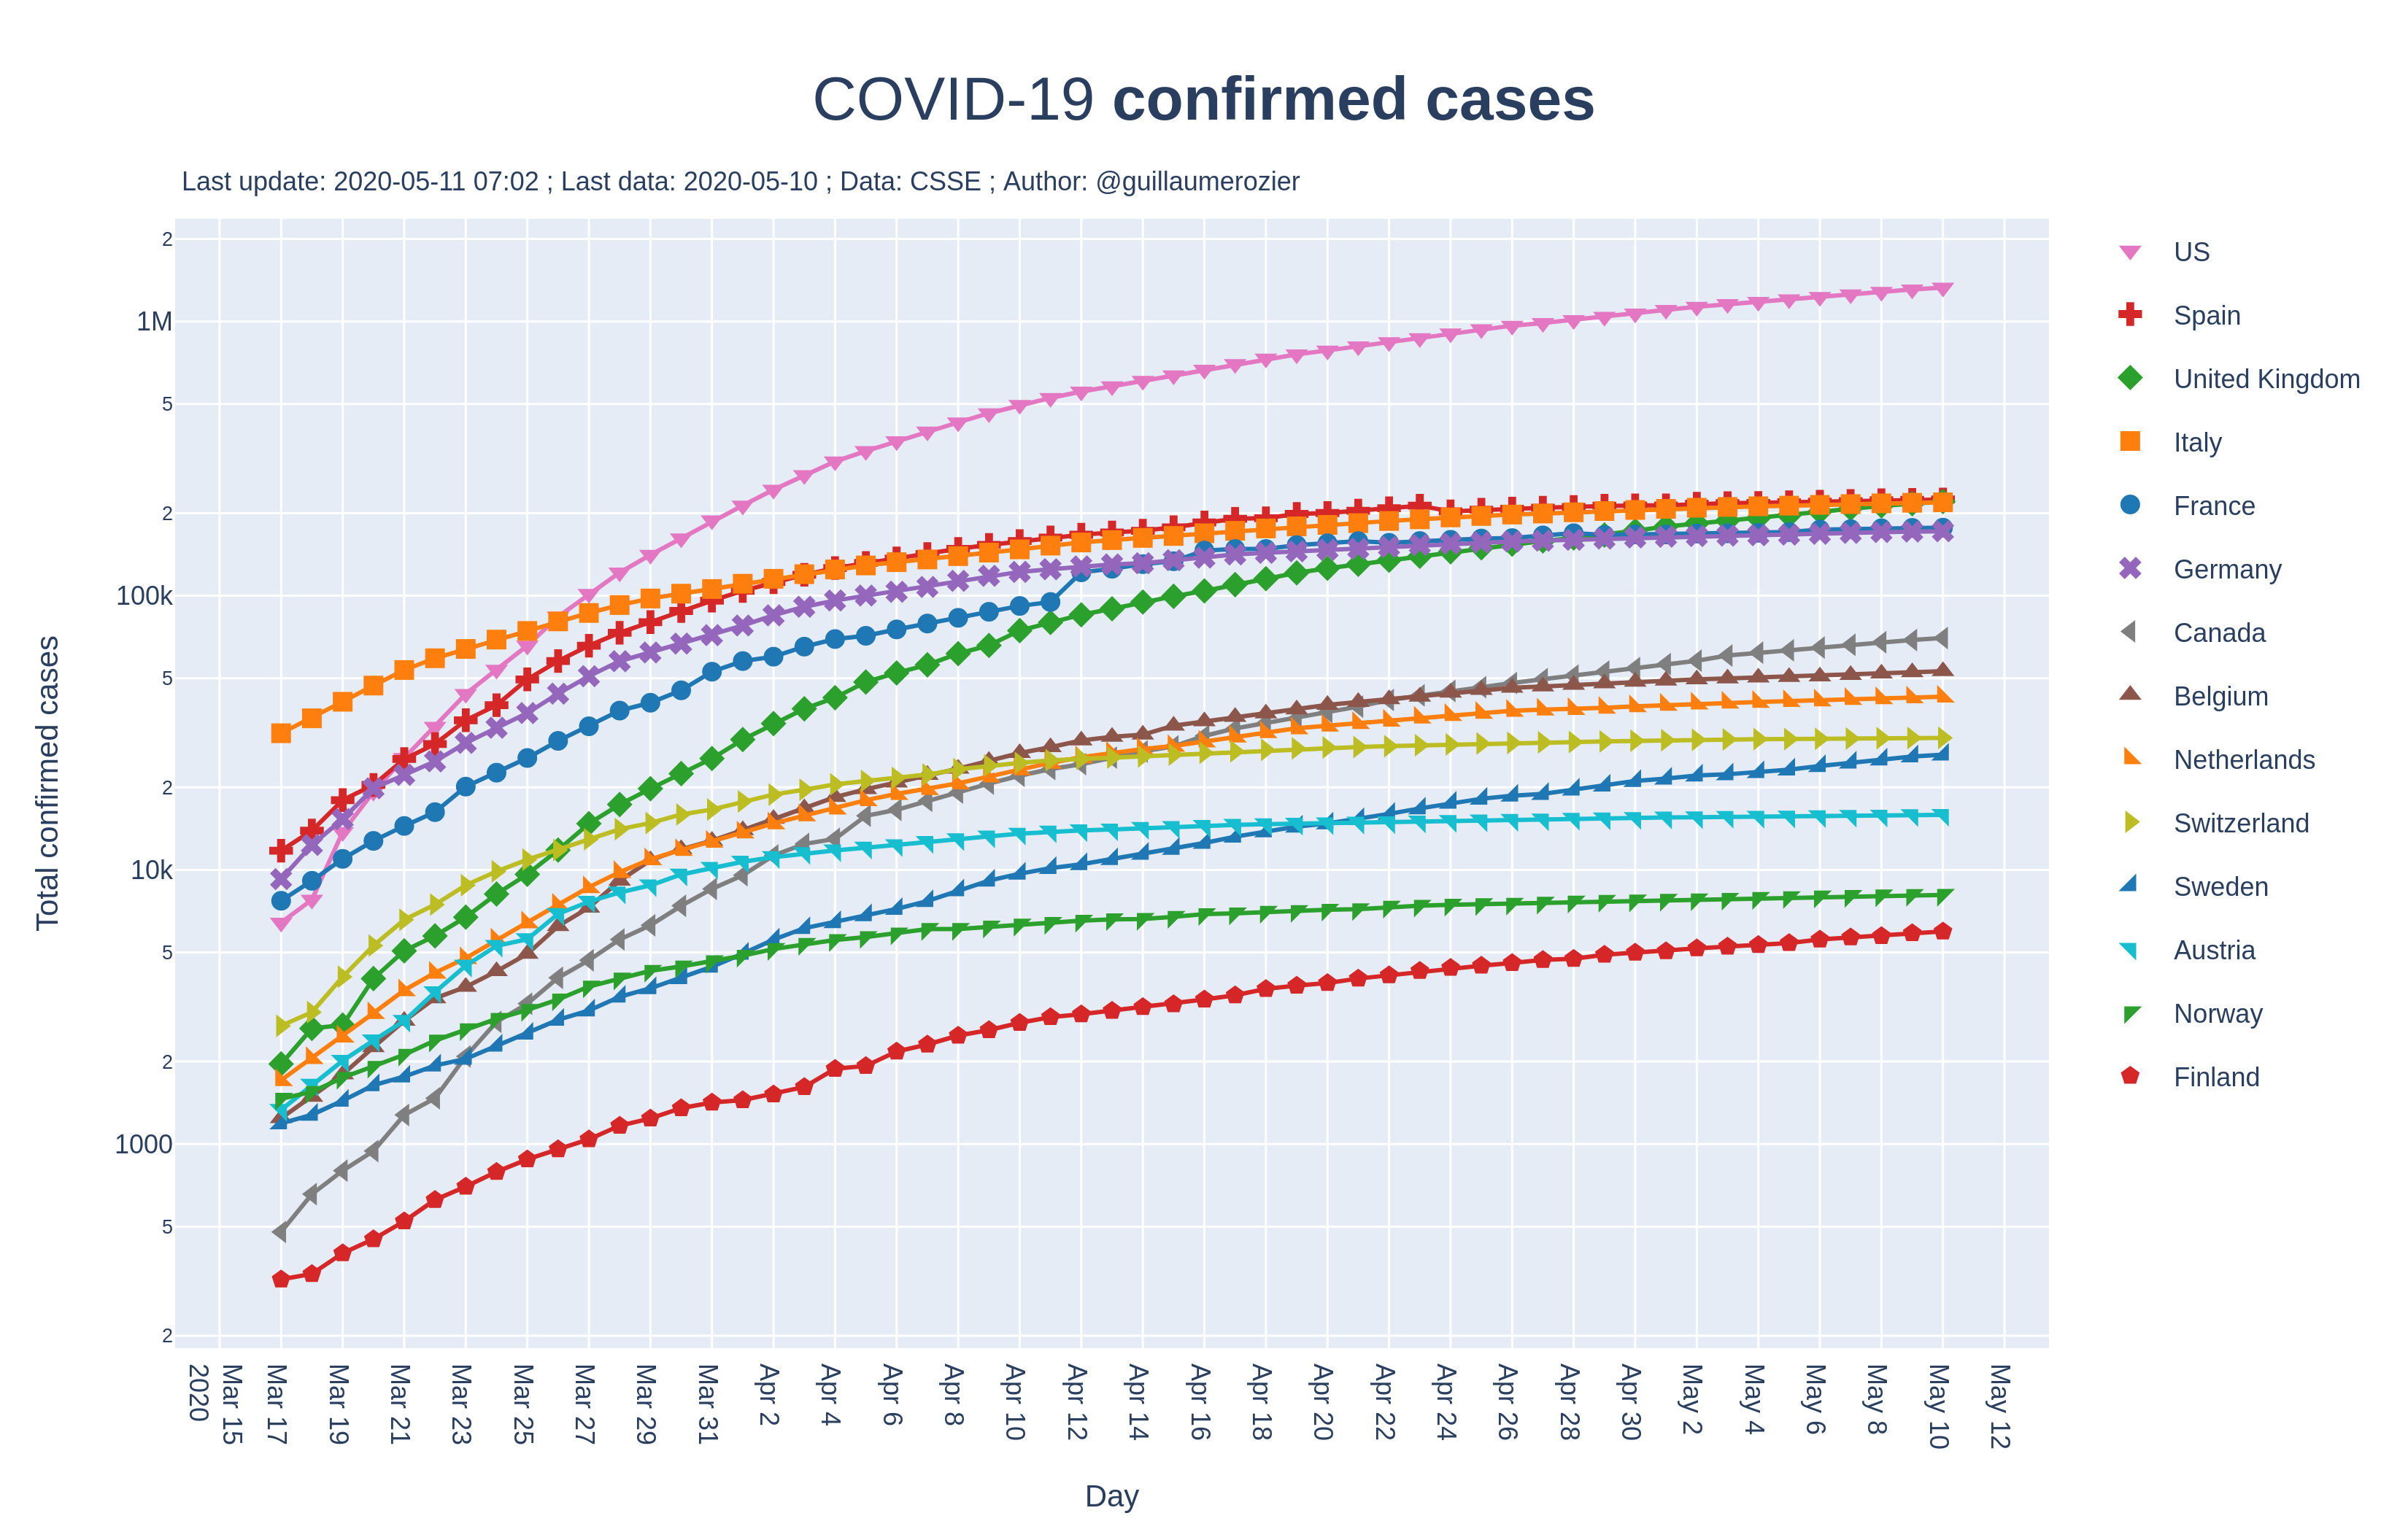 COVID-19 confirmed cases
Last update: 2020-05-11 07:02 ; Last data: 2020-05-10 ; Data: CSSE ; Author: @guillaumerozier
2
1M
5
2
100k
5
2
10k
5
2
1000
5
2
Total confirmed cases
Mar 15
2020
Mar 17
Mar 19
Mar 21
Mar 23
Mar 25
Mar 27
Mar 29
Mar 31
Apr 2
Apr 4
Apr 6
Apr 8
Apr 10
Apr 12
Apr 14
Apr 16
Apr 18
Apr 20
Apr 22
Apr 24
Apr 26
Apr 28
Apr 30
May 2
May 4
May 6
May 8
May 10
May 12
Day
US
Spain
United Kingdom
Italy
France
Germany
Canada
Belgium
Netherlands
Switzerland
Sweden
Austria
Norway
Finland